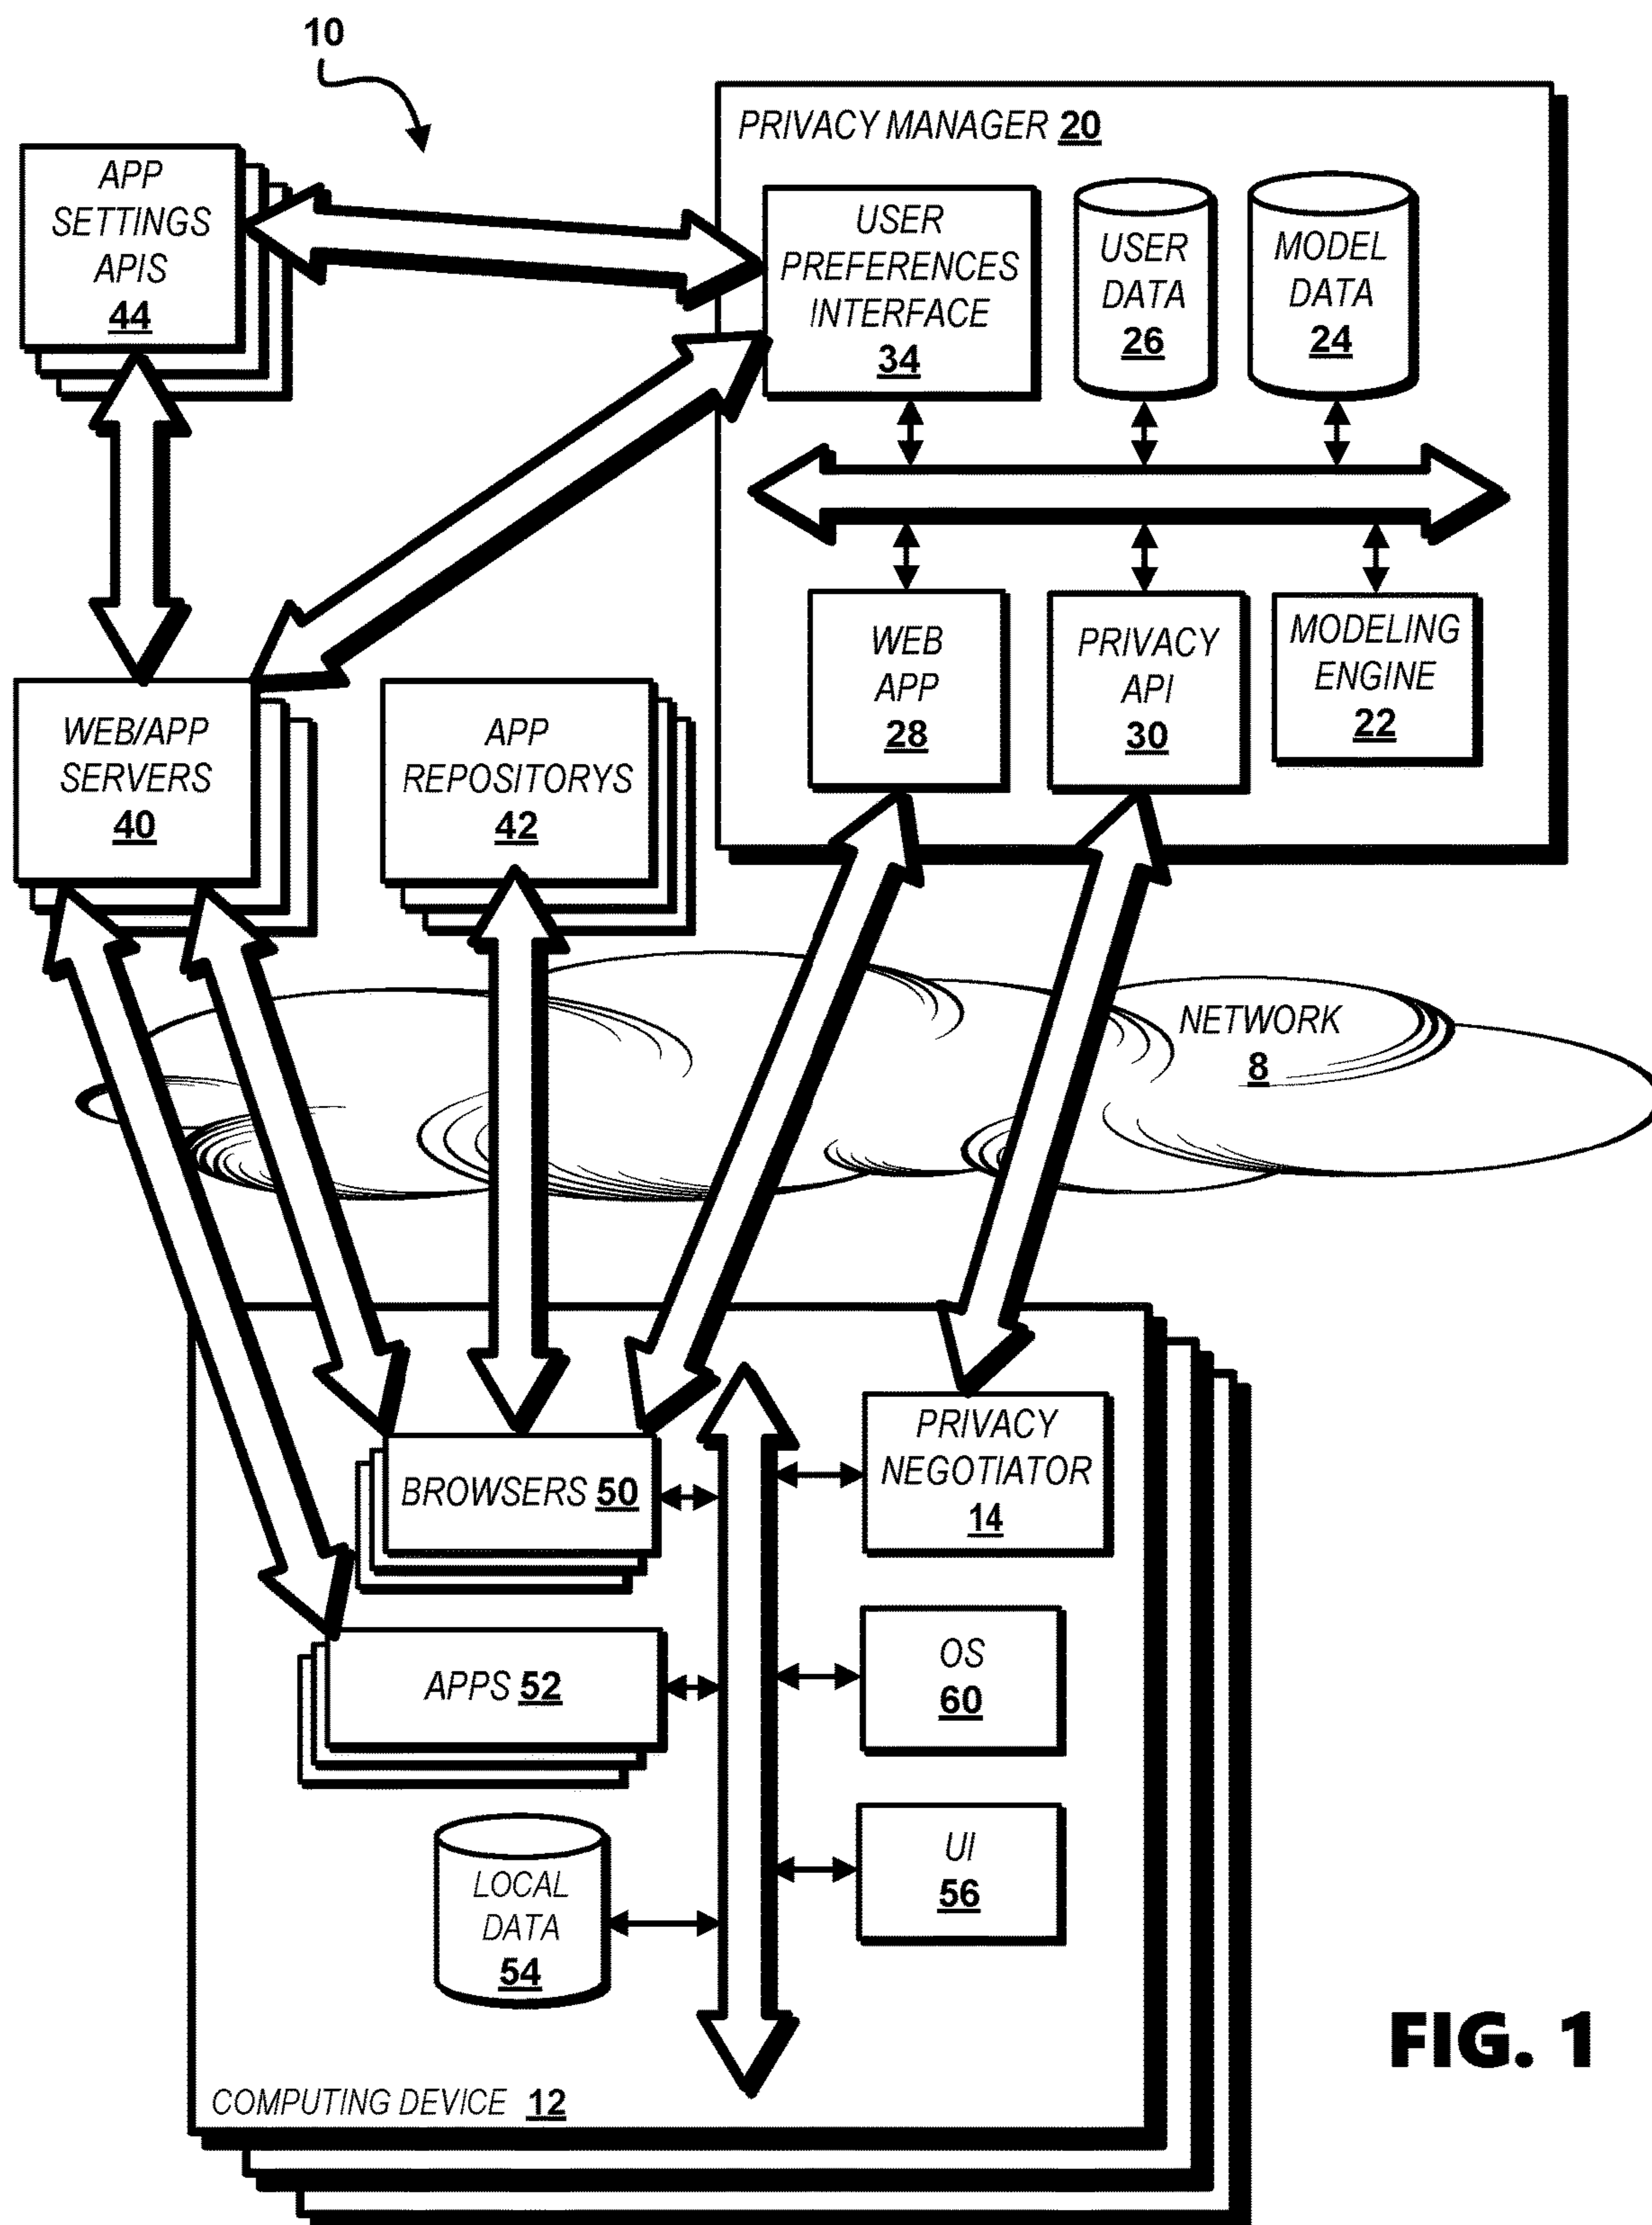 10
PRIVACY MANAGER 20
APP
SETTINGS
APIS
44
USER
PREFERENCES
INTERFACE
34
USER
DATA
26
MODEL
DATA
24
WEB
APP
28
PRIVACY
API
30
MODELING
ENGINE
22
WEB/APP
SERVERS
40
APP
REPOSITORYS
42
NETWORK
8
PRIVACY
NEGOTIATOR
14
BROWSERS 50
OS
60
APPS 52
UI
56
LOCAL
DATA
54
COMPUTING DEVICE 12
FIG. 1